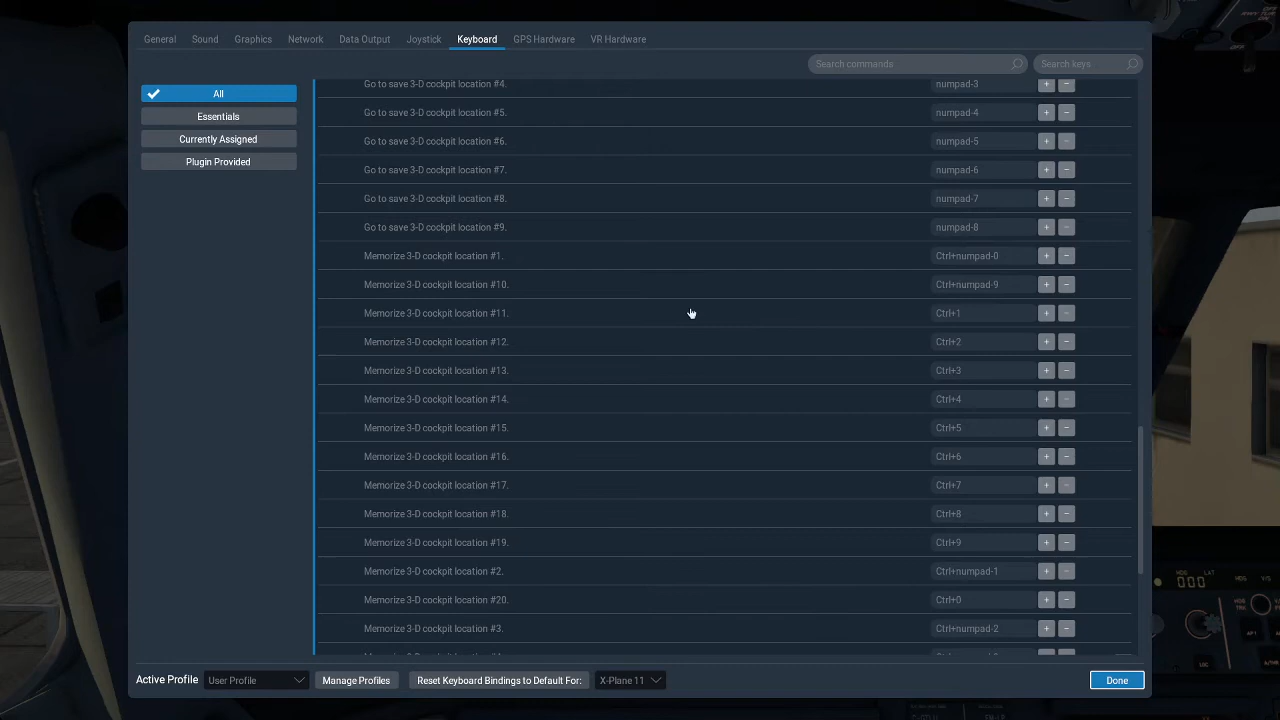 General Sound Graphics Network Data Output Joystick Keyboard GPS Hardware VR Hardware
Search commands Search keys
All
Essentials
Currently Assigned
Plugin Provided
Go to save 3-D cockpit location #4. numpad-3 + -
Go to save 3-D cockpit location #5. numpad-4 + -
Go to save 3-D cockpit location #6. numpad-5 + -
Go to save 3-D cockpit location #7. numpad-6 + -
Go to save 3-D cockpit location #8. numpad-7 + -
Go to save 3-D cockpit location #9. numpad-8 + -
Memorize 3-D cockpit location #1. Ctrl+numpad-0 + -
Memorize 3-D cockpit location #10. Ctrl+numpad-9 + -
Memorize 3-D cockpit location #11. Ctrl+1 + -
Memorize 3-D cockpit location #12. Ctrl+2 + -
Memorize 3-D cockpit location #13. Ctrl+3 + -
Memorize 3-D cockpit location #14. Ctrl+4 + -
Memorize 3-D cockpit location #15. Ctrl+5 + -
Memorize 3-D cockpit location #16. Ctrl+6 + -
Memorize 3-D cockpit location #17. Ctrl+7 + -
Memorize 3-D cockpit location #18. Ctrl+8 + -
Memorize 3-D cockpit location #19. Ctrl+9 + -
Memorize 3-D cockpit location #2. Ctrl+numpad-1 + -
Memorize 3-D cockpit location #20. Ctrl+0 + -
Memorize 3-D cockpit location #3. Ctrl+numpad-2 + -
Active Profile User Profile Manage Profiles Reset Keyboard Bindings to Default For: X-Plane 11 Done
OFF
HDG LAT
000 HDG V/S
HDG
TRK
AP1
LOC A/THR